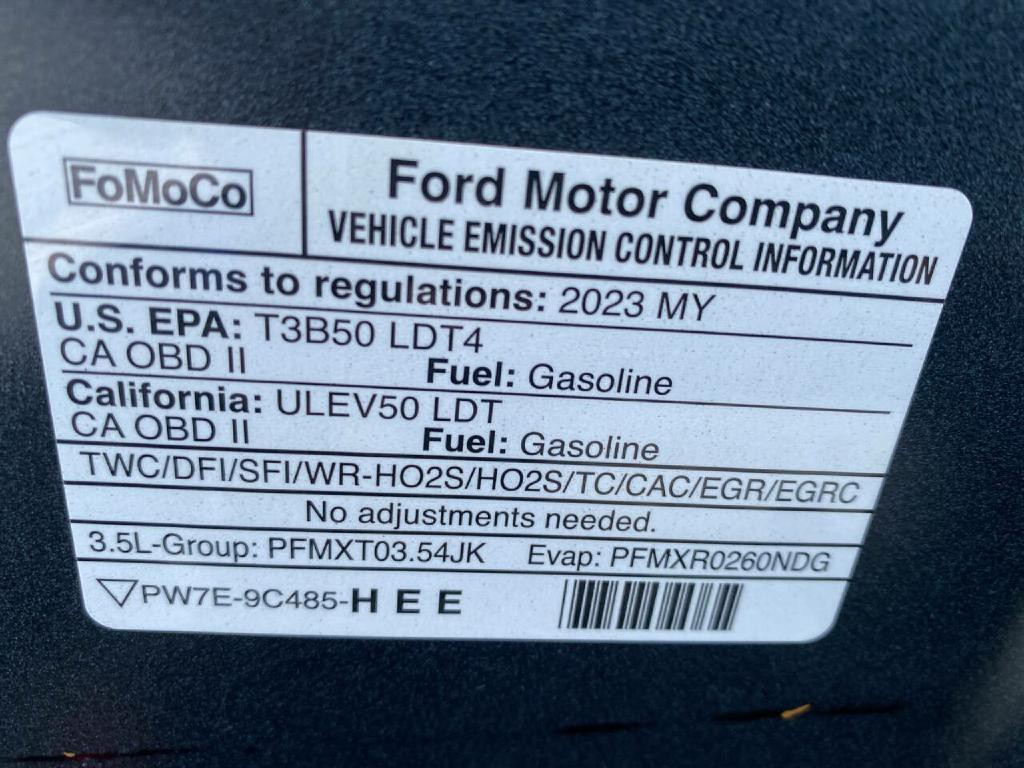 FoMoCo
Ford Motor Company
VEHICLE EMISSION CONTROL INFORMATION
Conforms to regulations: 2023 MY
U.S. EPA: T3B50 LDT4
CA OBD II Fuel: Gasoline
California: ULEV50 LDT
CA OBD II Fuel: Gasoline
TWC/DFI/SFI/WR-HO2S/HO2S/TC/CAC/EGR/EGRC
No adjustments needed.
3.5L-Group: PFMXT03.54JK Evap: PFMXR0260NDG
PW7E-9C485-HEE